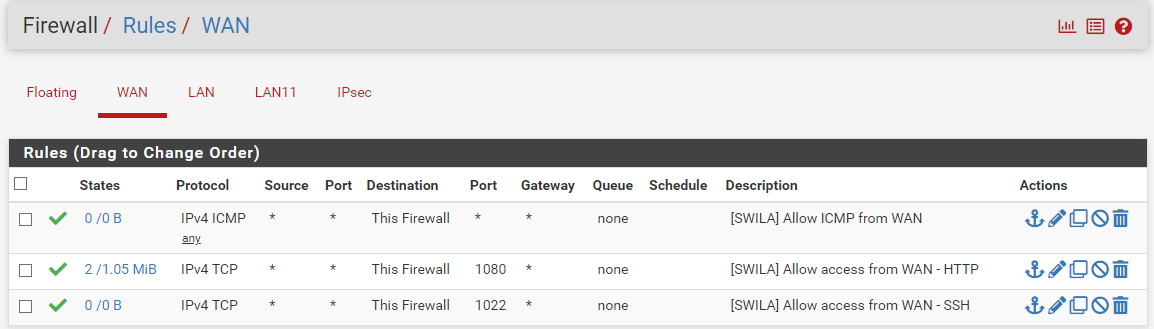 Firewall / Rules / WAN
Floating WAN LAN LAN11 IPsec
Rules (Drag to Change Order)
States Protocol Source Port Destination Port Gateway Queue Schedule Description Actions
0 /0 B IPv4 ICMP * * This Firewall * * none [SWILA] Allow ICMP from WAN
any
2 /1.05 MiB IPv4 TCP * * This Firewall 1080 * none [SWILA] Allow access from WAN - HTTP
0 /0 B IPv4 TCP * * This Firewall 1022 * none [SWILA] Allow access from WAN - SSH